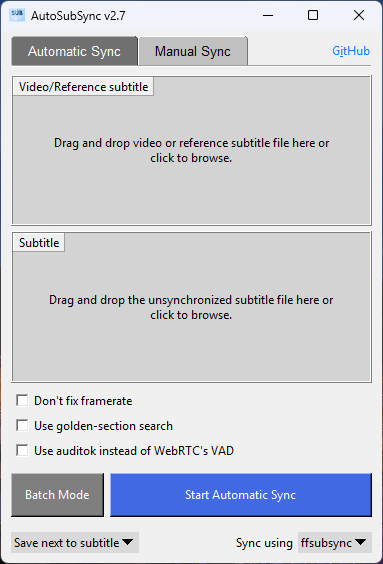 SUB
AutoSubSync v2.7
Automatic Sync
Manual Sync
GitHub
Video/Reference subtitle
Drag and drop video or reference subtitle file here or
click to browse.
Subtitle
Drag and drop the unsynchronized subtitle file here or
click to browse.
Don't fix framerate
Use golden-section search
Use auditok instead of WebRTC's VAD
Batch Mode
Start Automatic Sync
Save next to subtitle
Sync using
ffsubsync